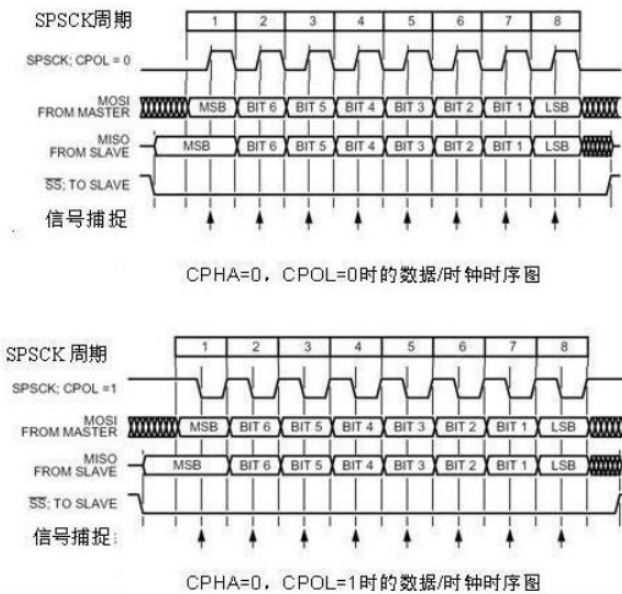 SPSCK周期
1 2 3 4 5 6 7 8
SPSCK; CPOL = 0
MOSI
FROM MASTER
MSB BIT 6 BIT 5 BIT 4 BIT 3 BIT 2 BIT 1 LSB
MISO
FROM SLAVE
MSB BIT 6 BIT 5 BIT 4 BIT 3 BIT 2 BIT 1 LSB
SS; TO SLAVE
信号捕捉
CPHA=0，CPOL=0时的数据/时钟时序图
SPSCK 周期
1 2 3 4 5 6 7 8
SPSCK; CPOL =1
MOSI
FROM MASTER
MSB BIT 6 BIT 5 BIT 4 BIT 3 BIT 2 BIT 1 LSB
MISO
FROM SLAVE
MSB BIT 6 BIT 5 BIT 4 BIT 3 BIT 2 BIT 1 LSB
SS; TO SLAVE
信号捕捉:
CPHA=0，CPOL=1时的数据/时钟时序图